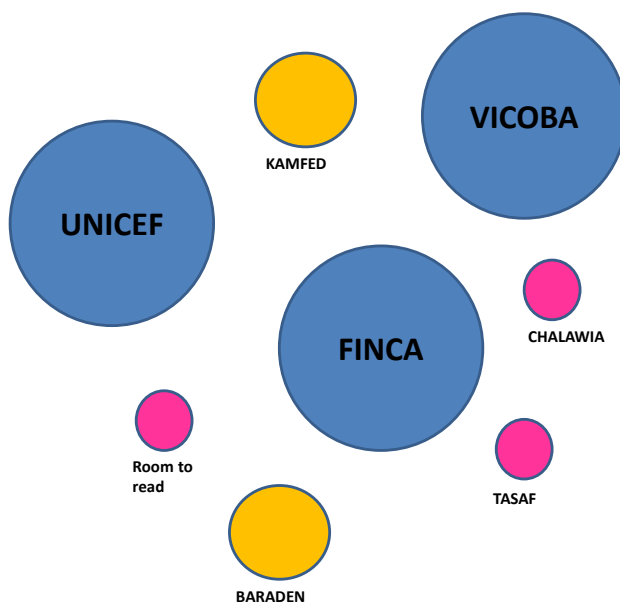 VICOBA
KAMFED
UNICEF
FINCA
CHALAWIA
Room to
read
TASAF
BARADEN